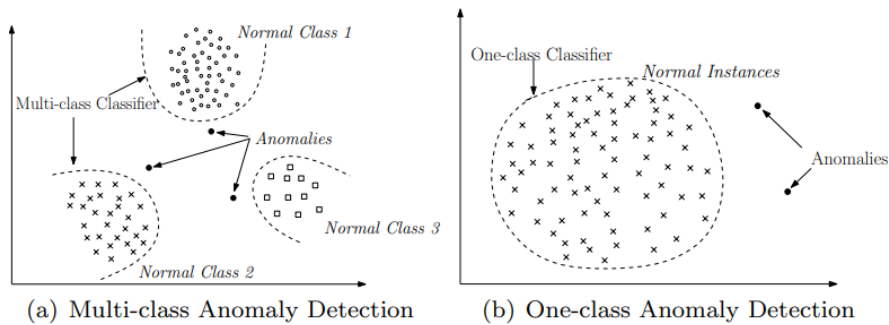 Normal Class 1
Multi-class Classifier
Anomalies
Normal Class 3
Normal Class 2
(a) Multi-class Anomaly Detection
One-class Classifier
Normal Instances
Anomalies
(b) One-class Anomaly Detection